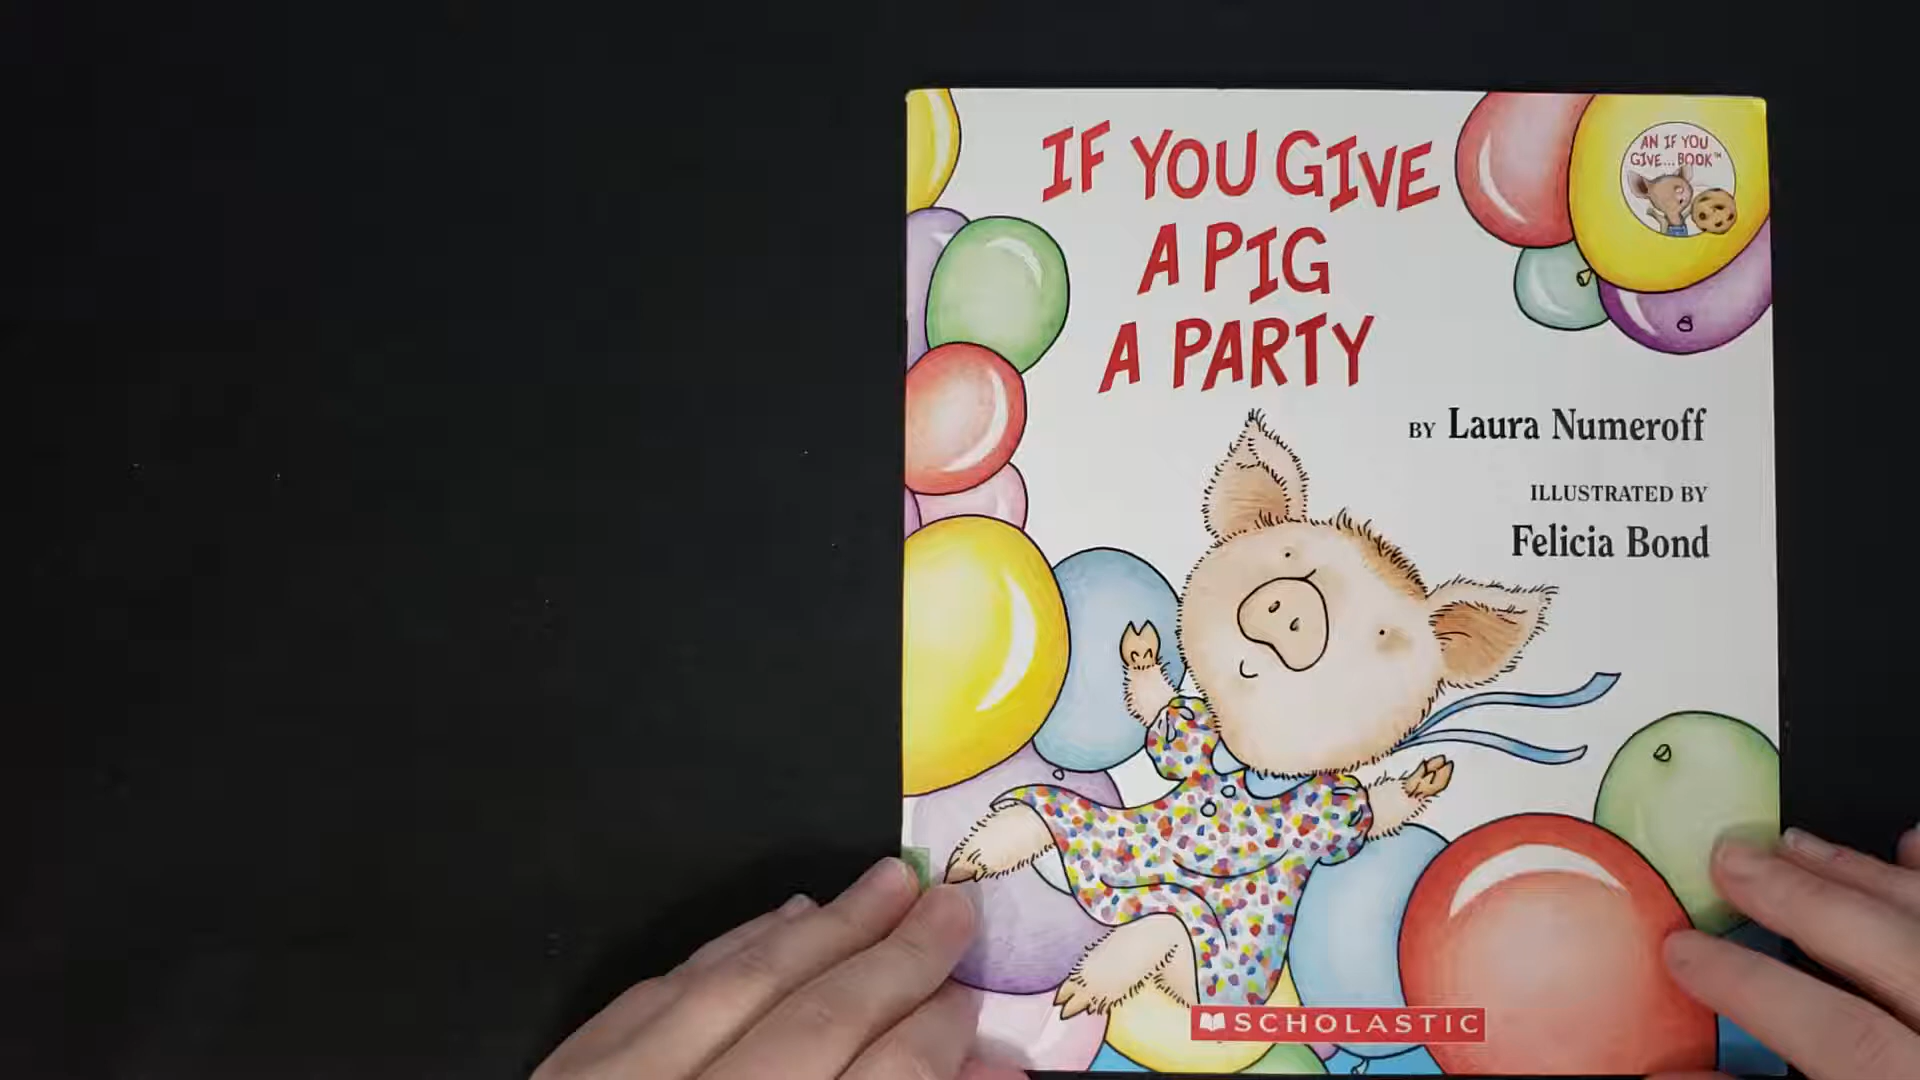 IF YOU GIVE
A PIG
A PARTY
AN IF YOU
GIVE...BOOK™
BY Laura Numeroff
ILLUSTRATED BY
Felicia Bond
SCHOLASTIC